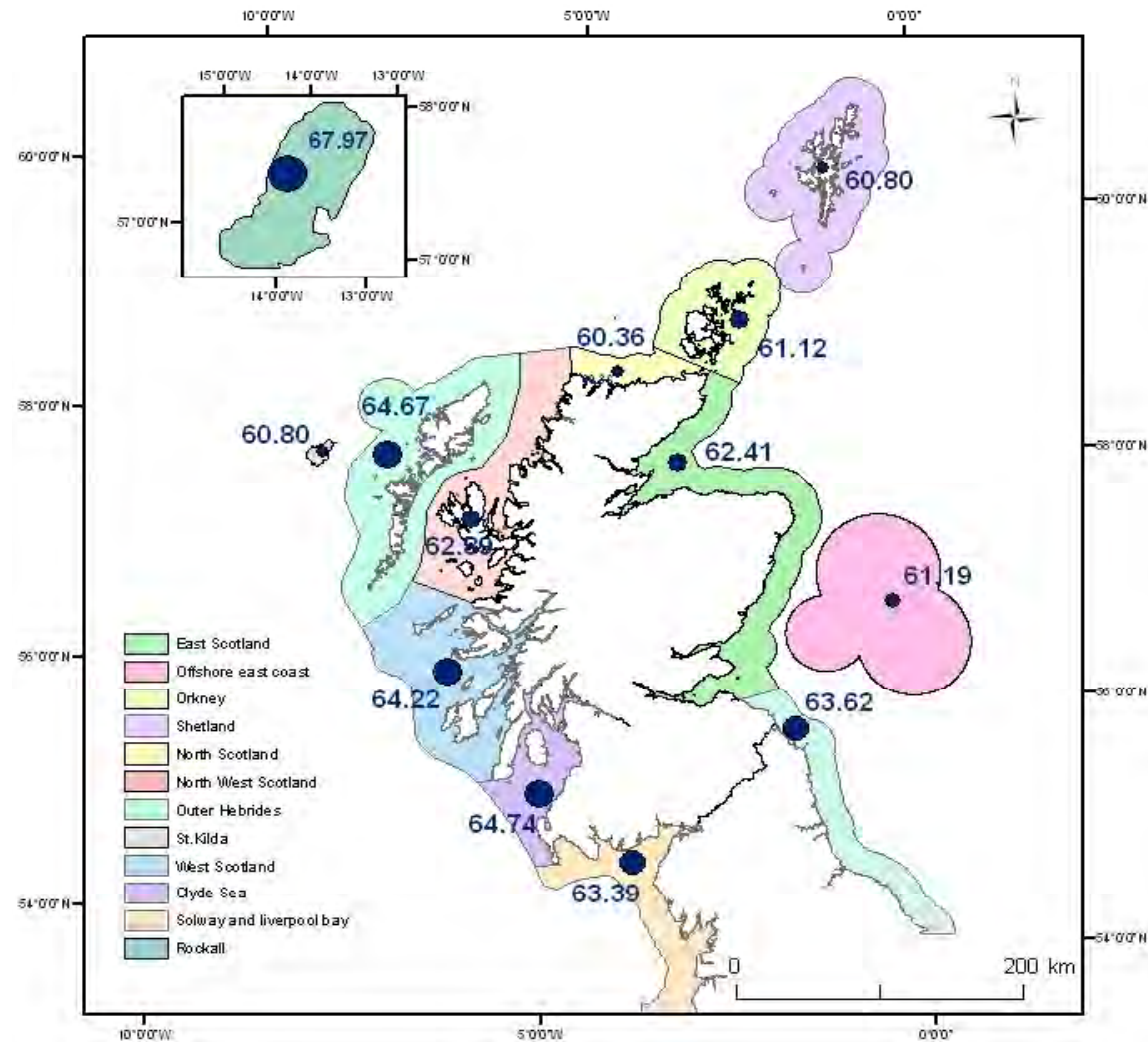 10°0'0"W 5°0'0"W 0°0'0"
15°0'0"W 14°0'0"W 13°0'0"W
58°0'0"N
67.97
N
60°0'0"N
60.80
60°0'0"N
57°0'0"N
57°0'0"N
14°0'0"W 13°0'0"W
60.36
61.12
58°0'0"N
64.67
60.80
62.41
58°0'0"N
62.89
61.19
East Scotland
Offshore east coast
Orkney
Shetland
North Scotland
North West Scotland
Outer Hebrides
St.Kilda
West Scotland
Clyde Sea
Solway and liverpool bay
Rockall
56°0'0"N
56°0'0"N
64.22
63.62
64.74
63.39
54°0'0"N
54°0'0"N
0 200 km
10°0'0"W 5°0'0"W 0°0'0"